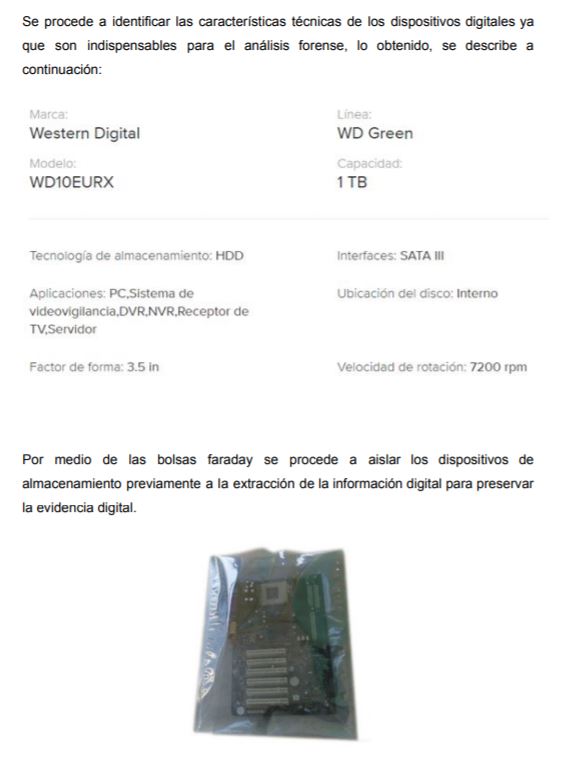 Se procede a identificar las características técnicas de los dispositivos digitales ya
que son indispensables para el análisis forense, lo obtenido, se describe a
continuación:
Marca:
Western Digital
Línea:
WD Green
Modelo:
WD10EURX
Capacidad:
1 TB
Tecnología de almacenamiento: HDD
Interfaces: SATA III
Aplicaciones: PC,Sistema de
videovigilancia,DVR,NVR,Receptor de
TV,Servidor
Ubicación del disco: Interno
Factor de forma: 3.5 in
Velocidad de rotación: 7200 rpm
Por medio de las bolsas faraday se procede a aislar los dispositivos de
almacenamiento previamente a la extracción de la información digital para preservar
la evidencia digital.